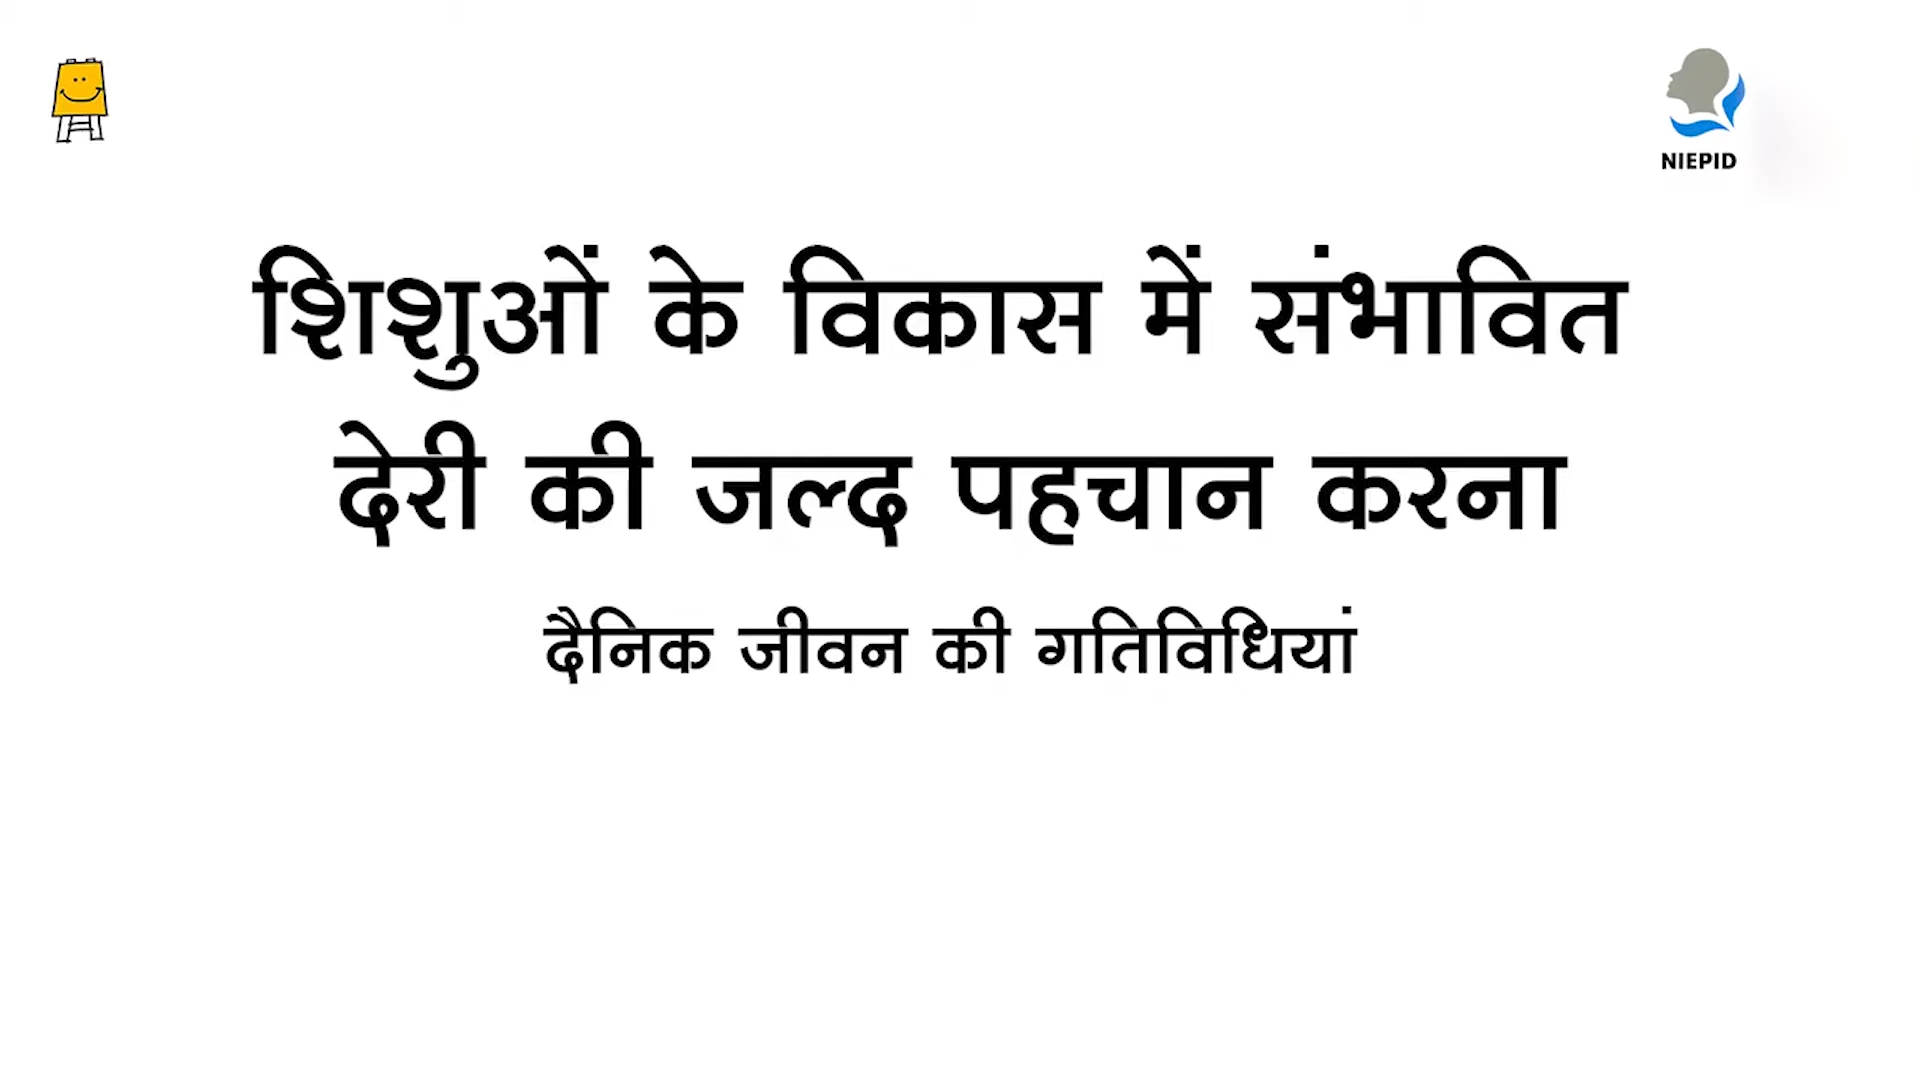 NIEPID
शिशुओं के विकास में संभावित
देरी की जल्द पहचान करना
दैनिक जीवन की गतिविधियां